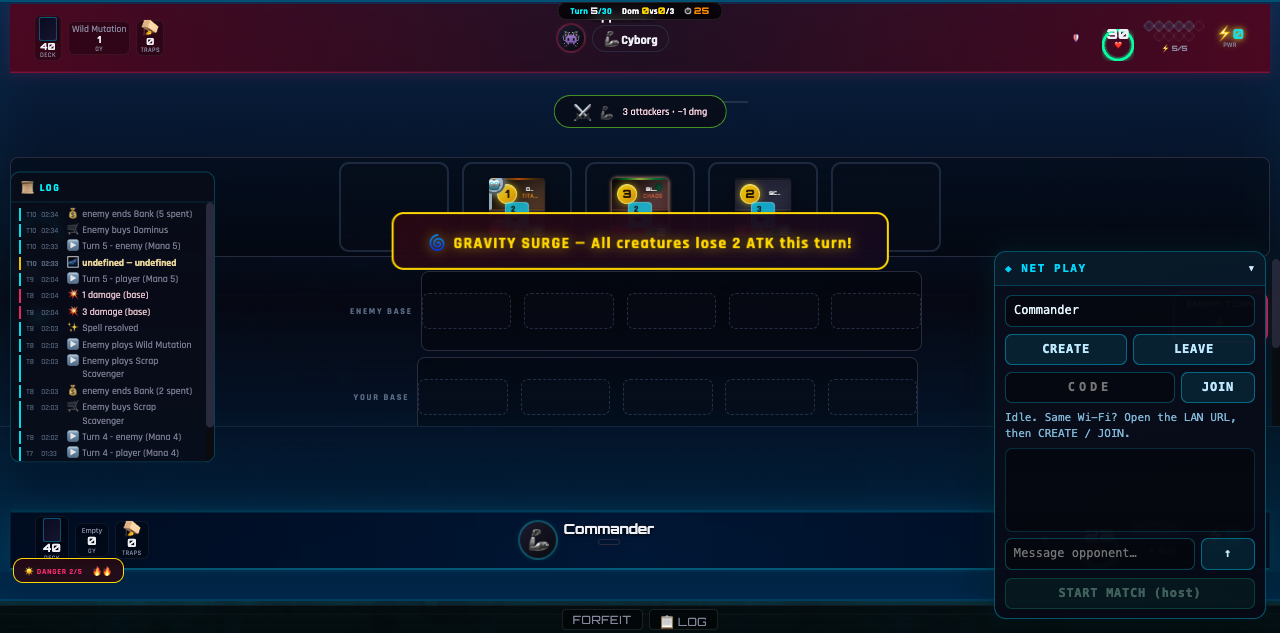 Turn 5/30 Dom 0vs0/3 ⏱ 25
Wild Mutation
1
GY
40
DECK
0
TRAPS
Cyborg
30
5/5
0
PWR
3 attackers · ~1 dmg
LOG
T10 02:34 enemy ends Bank (5 spent)
T10 02:34 Enemy buys Dominus
T10 02:33 Turn 5 - enemy (Mana 5)
T10 02:33 undefined — undefined
T9 02:04 Turn 5 - player (Mana 5)
T8 02:04 1 damage (base)
T8 02:04 3 damage (base)
T8 02:04 Spell resolved
T8 02:03 Enemy plays Wild Mutation
T8 02:03 Enemy plays Scrap
Scavenger
T8 02:03 enemy ends Bank (2 spent)
T8 02:03 Enemy buys Scrap
Scavenger
T8 02:02 Turn 4 - enemy (Mana 4)
T7 01:33 Turn 4 - player (Mana 4)
1
2
3
2
2
3
GRAVITY SURGE — All creatures lose 2 ATK this turn!
ENEMY BASE
YOUR BASE
◆ NET PLAY ▼
Commander
CREATE LEAVE
CODE JOIN
Idle. Same Wi-Fi? Open the LAN URL,
then CREATE / JOIN.
Message opponent… ↑
START MATCH (host)
40
Empty
0
GY
0
TRAPS
Commander
DANGER 2/5
FORFEIT LOG